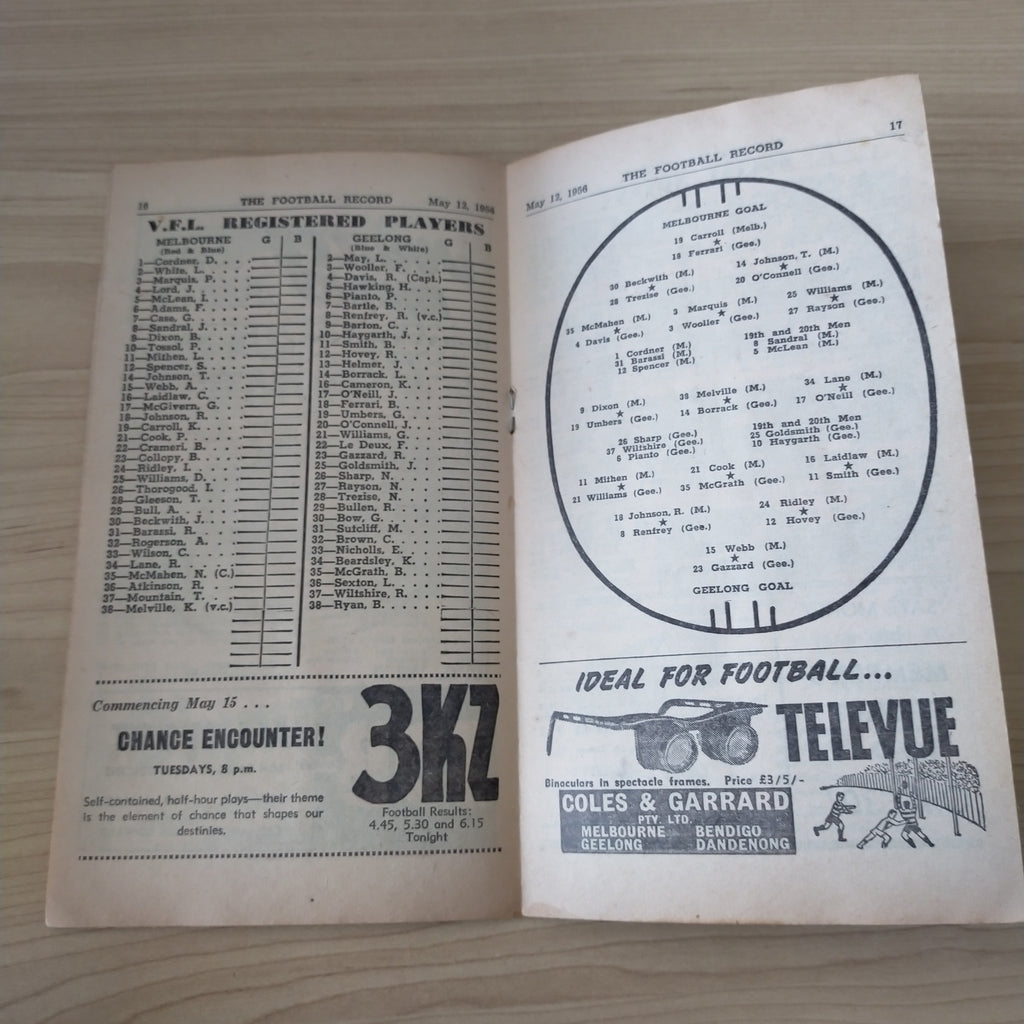 16 THE FOOTBALL RECORD May 12, 1956
V.F.L. REGISTERED PLAYERS
MELBOURNE G B
(Red & Blue)
1—Cordner, D.
2—White, L.
3—Marquis, P.
4—Lord, J.
5—McLean, I.
6—Adams, F.
7—Case, G.
8—Sandral, J.
9—Dixon, B.
10—Tossol, P.
11—Mithen, L.
12—Spencer, S.
14—Johnson, T.
15—Webb, A.
16—Laidlaw, C.
17—McGivern, G.
18—Johnson, R.
19—Carroll, K.
21—Cook, P.
22—Crameri, B.
23—Collopy, B.
24—Ridley, I.
25—Williams, D.
26—Thorogood, I.
28—Gleeson, T.
29—Bull, A.
30—Beckwith, J.
31—Barassi, R.
32—Rogerson, A.
33—Wilson, C.
34—Lane, R.
35—McMahen, N. (C.)
36—Atkinson, R.
37—Mountain, T.
38—Melville, K. (v.c.)
GEELONG G B
(Blue & White)
2—May, L.
3—Wooller, F.
4—Davis, R. (Capt.)
5—Hawking, H.
6—Pianto, P.
7—Bartle, B.
8—Renfrey, R. (v.c.)
9—Barton, C.
10—Haygarth, J.
11—Smith, B.
12—Hovey, R.
13—Helmer, J.
14—Borrack, L.
16—Cameron, K.
17—O'Neill, J.
18—Ferrari, B.
19—Umbers, G.
20—O'Connell, J.
21—Williams, G.
22—Le Deux, F.
23—Gazzard, R.
25—Goldsmith, J.
26—Sharp, N.
27—Rayson, N.
28—Trezise, N.
29—Bullen, R.
30—Bow, G.
31—Sutcliff, M.
32—Brown, C.
33—Nicholls, E.
34—Beardsley, K.
35—McGrath, B.
36—Sexton, L.
37—Wiltshire, R.
38—Ryan, B.
Commencing May 15 . . .
CHANCE ENCOUNTER!
TUESDAYS, 8 p.m.
Self-contained, half-hour plays—their theme
is the element of chance that shapes our
destinies.
3KZ
Football Results:
4.45, 5.30 and 6.15
Tonight
May 12, 1956 THE FOOTBALL RECORD 17
MELBOURNE GOAL
19 Carroll (Melb.)
18 Ferrari (Gee.)
30 Beckwith (M.) 14 Johnson, T. (M.)
28 Trezise (Gee.) 20 O'Connell (Gee.)
35 McMahen (M.) 3 Marquis (M.) 25 Williams (M.)
4 Davis (Gee.) 3 Wooller (Gee.) 27 Rayson (Gee.)
1 Cordner (M.) 19th and 20th Men
31 Barassi (M.) 8 Sandral (M.)
12 Spencer (M.) 5 McLean (M.)
9 Dixon (M.) 38 Melville (M.) 34 Lane (M.)
19 Umbers (Gee.) 14 Borrack (Gee.) 17 O'Neill (Gee.)
26 Sharp (Gee.) 19th and 20th Men
37 Wiltshire (Gee.) 25 Goldsmith (Gee.)
6 Pianto (Gee.) 10 Haygarth (Gee.)
11 Mithen (M.) 21 Cook (M.) 16 Laidlaw (M.)
21 Williams (Gee.) 35 McGrath (Gee.) 11 Smith (Gee.)
18 Johnson, R. (M.) 24 Ridley (M.)
8 Renfrey (Gee.) 12 Hovey (Gee.)
15 Webb (M.)
23 Gazzard (Gee.)
GEELONG GOAL
IDEAL FOR FOOTBALL...
TELEVUE
Binoculars in spectacle frames. Price £3/5/-
COLES & GARRARD
PTY. LTD.
MELBOURNE BENDIGO
GEELONG DANDENONG